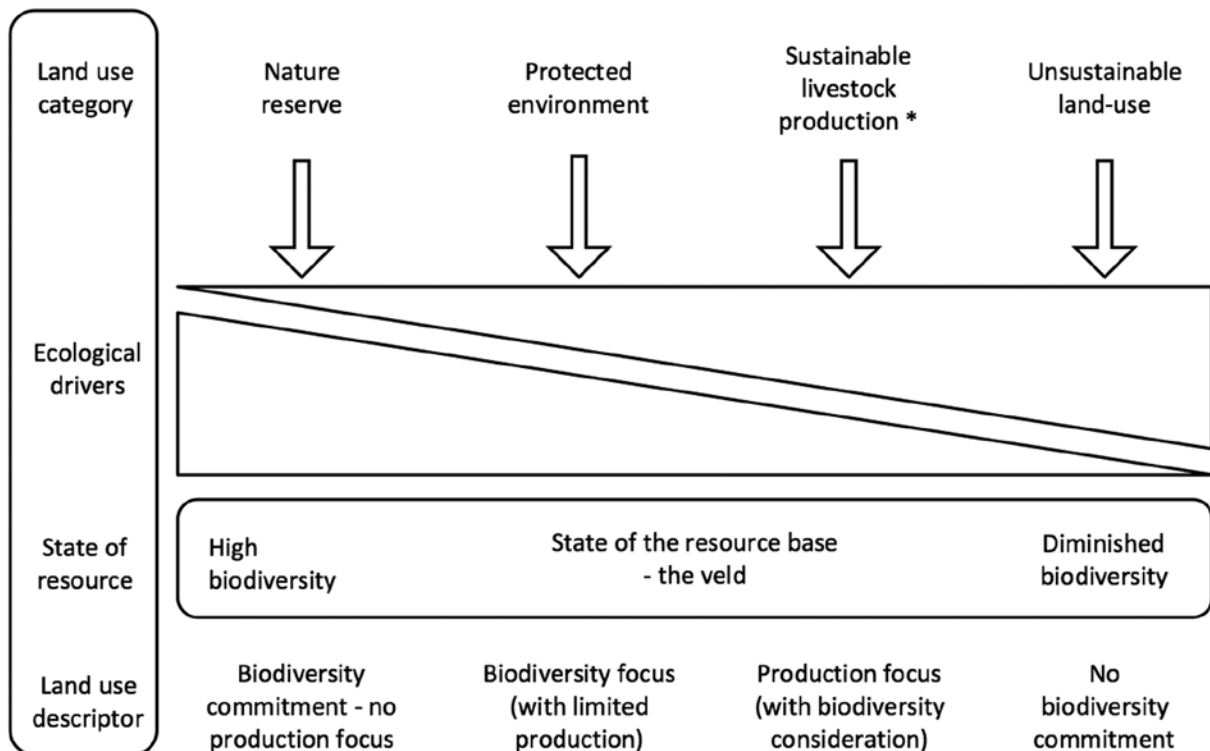 Land use
category
Nature
reserve
Protected
environment
Sustainable
livestock
production *
Unsustainable
land-use
Ecological
drivers
State of
resource
High
biodiversity
State of the resource base
- the veld
Diminished
biodiversity
Land use
descriptor
Biodiversity
commitment - no
production focus
Biodiversity focus
(with limited
production)
Production focus
(with biodiversity
consideration)
No
biodiversity
commitment